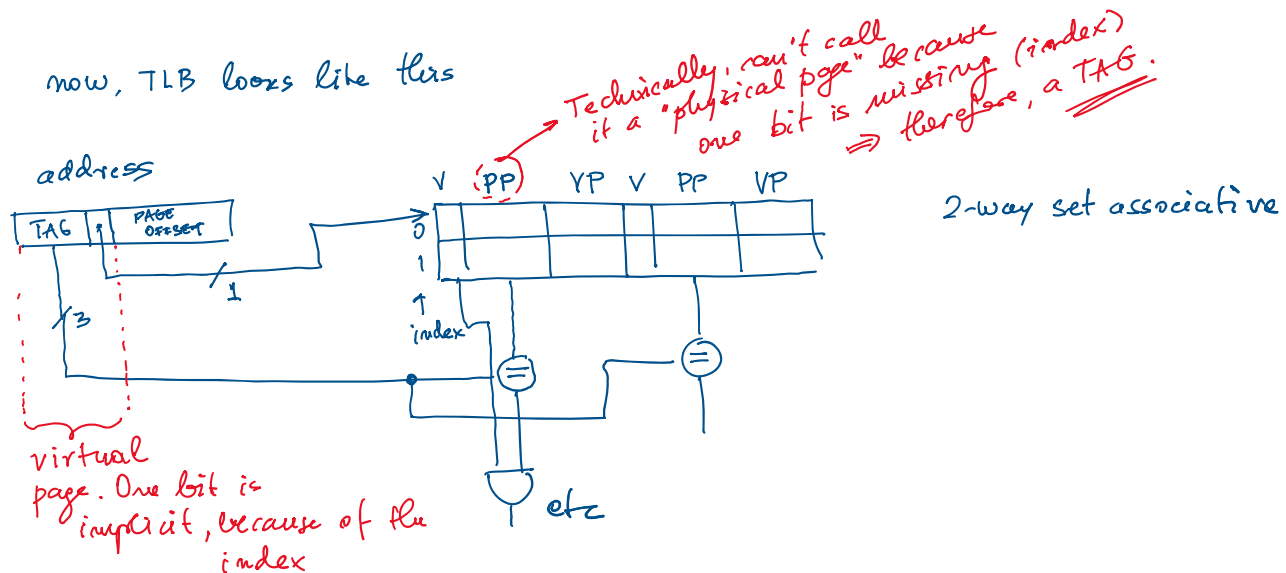 now, TLB looks like this
Technically, can't call
it a "physical page" because
one bit is missing (index)
⇒ therefore, a TAG.
address
V PP VP V PP VP
2-way set associative
TAG
PAGE
OFFSET
0
1
1
↑
index
3
=
=
virtual
page. One bit is
implicit, because of the
index
etc